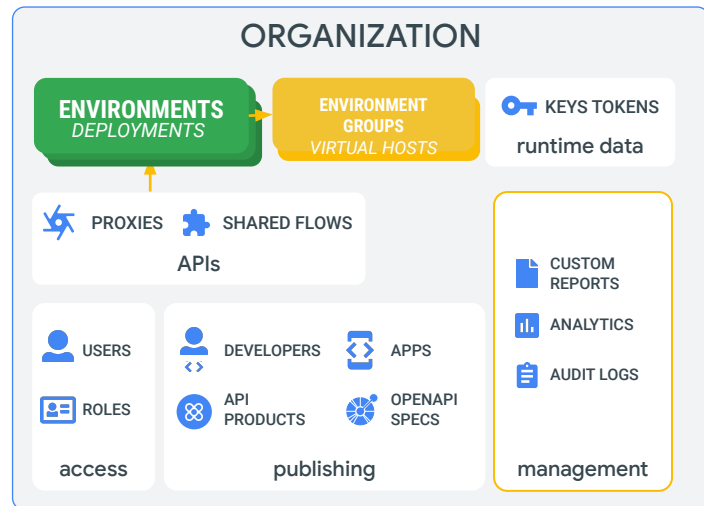 ORGANIZATION
ENVIRONMENTS
DEPLOYMENTS
ENVIRONMENT
GROUPS
VIRTUAL HOSTS
KEYS TOKENS
runtime data
PROXIES
SHARED FLOWS
APIs
USERS
ROLES
access
DEVELOPERS
APPS
API
PRODUCTS
OPENAPI
SPECS
publishing
CUSTOM
REPORTS
ANALYTICS
AUDIT LOGS
management